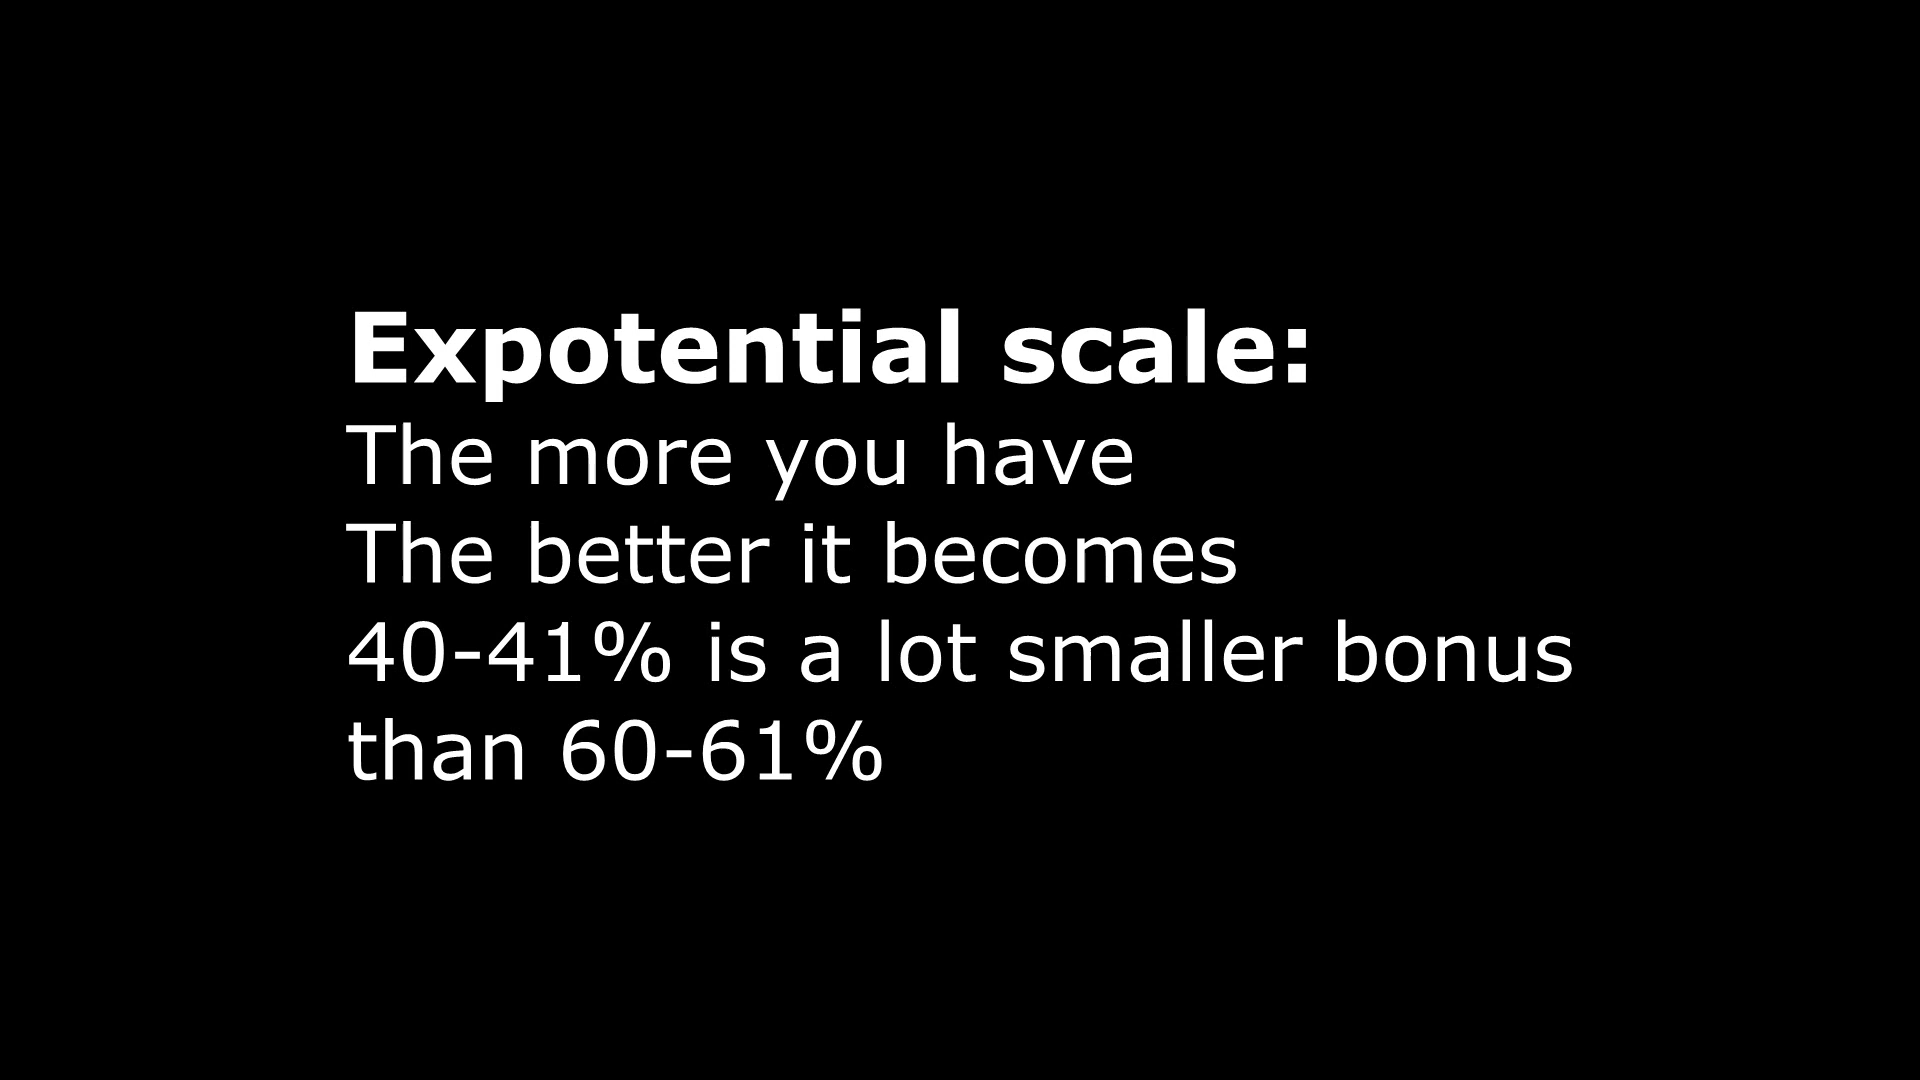 Expotential scale:
The more you have
The better it becomes
40-41% is a lot smaller bonus
than 60-61%